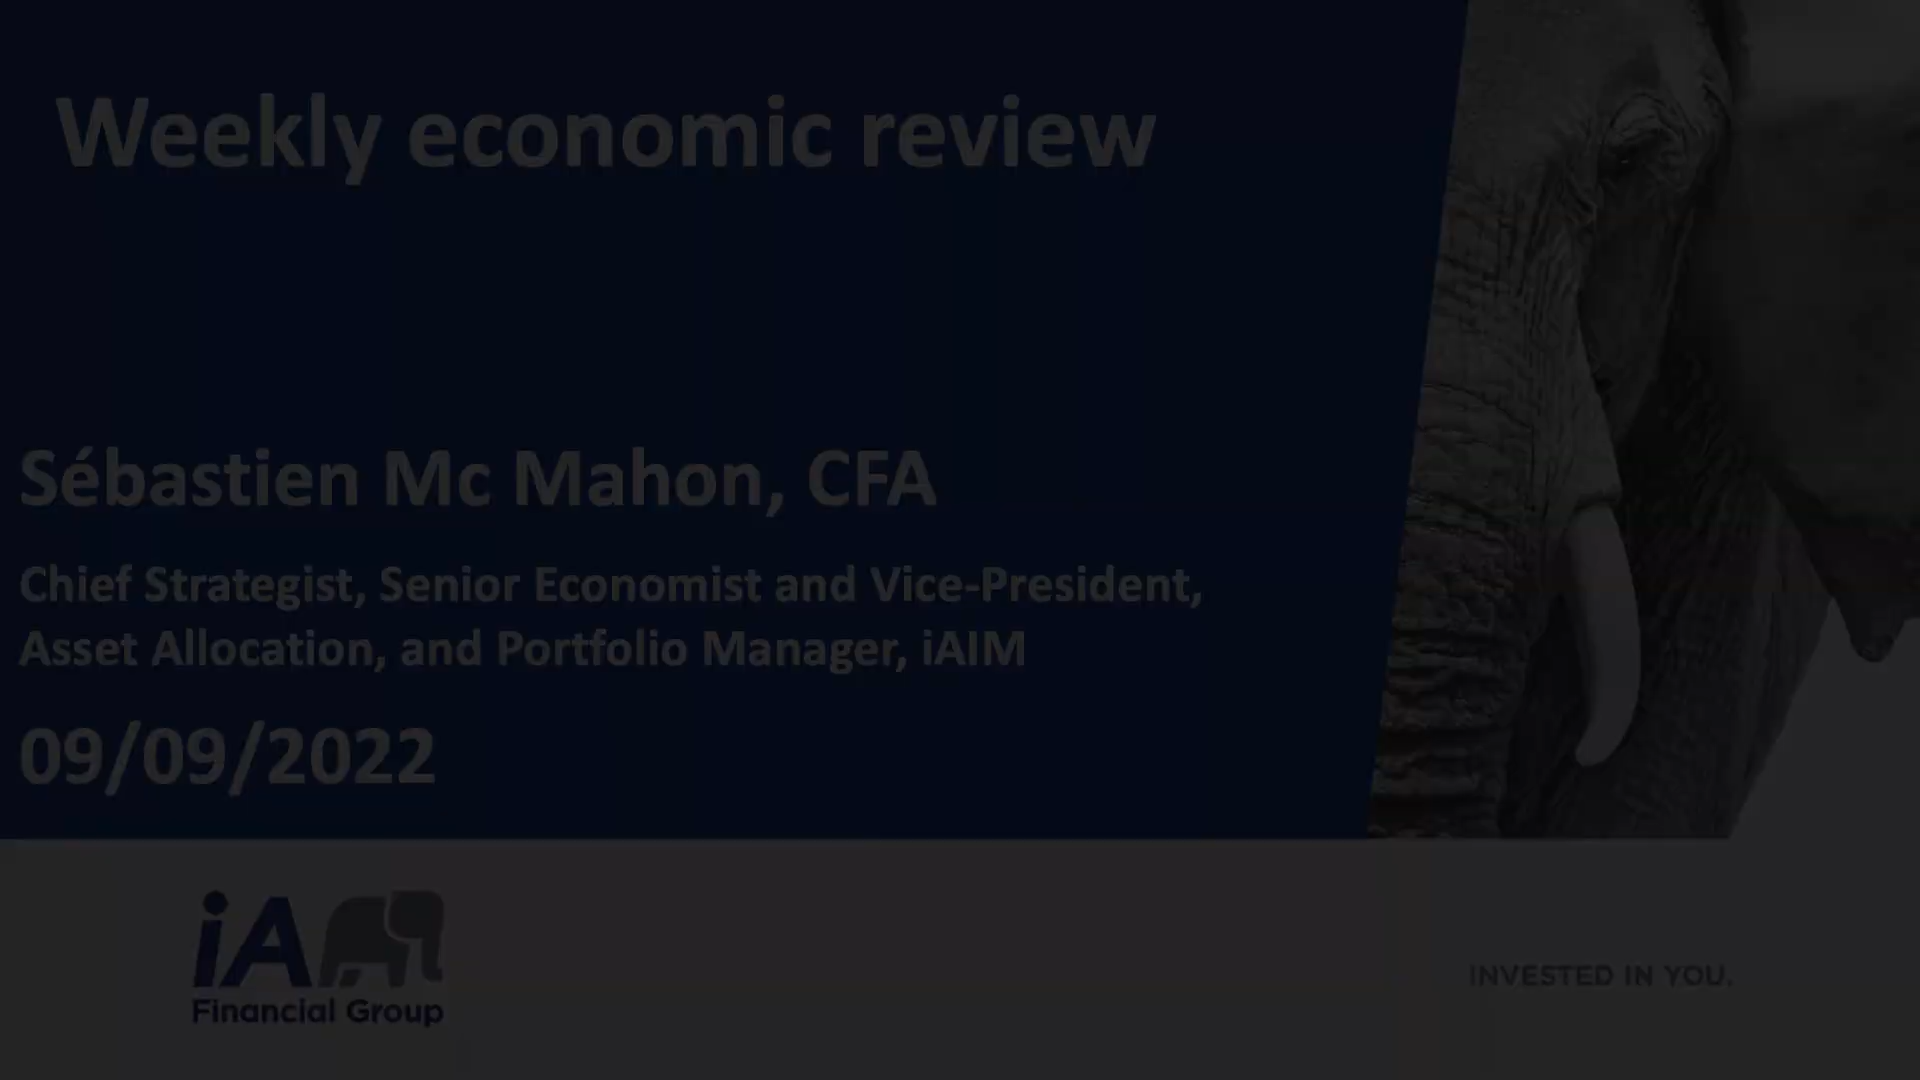 Weekly economic review
Sébastien Mc Mahon, CFA
Chief Strategist, Senior Economist and Vice-President,
Asset Allocation, and Portfolio Manager, iAIM
09/09/2022
iA
Financial Group
INVESTED IN YOU.